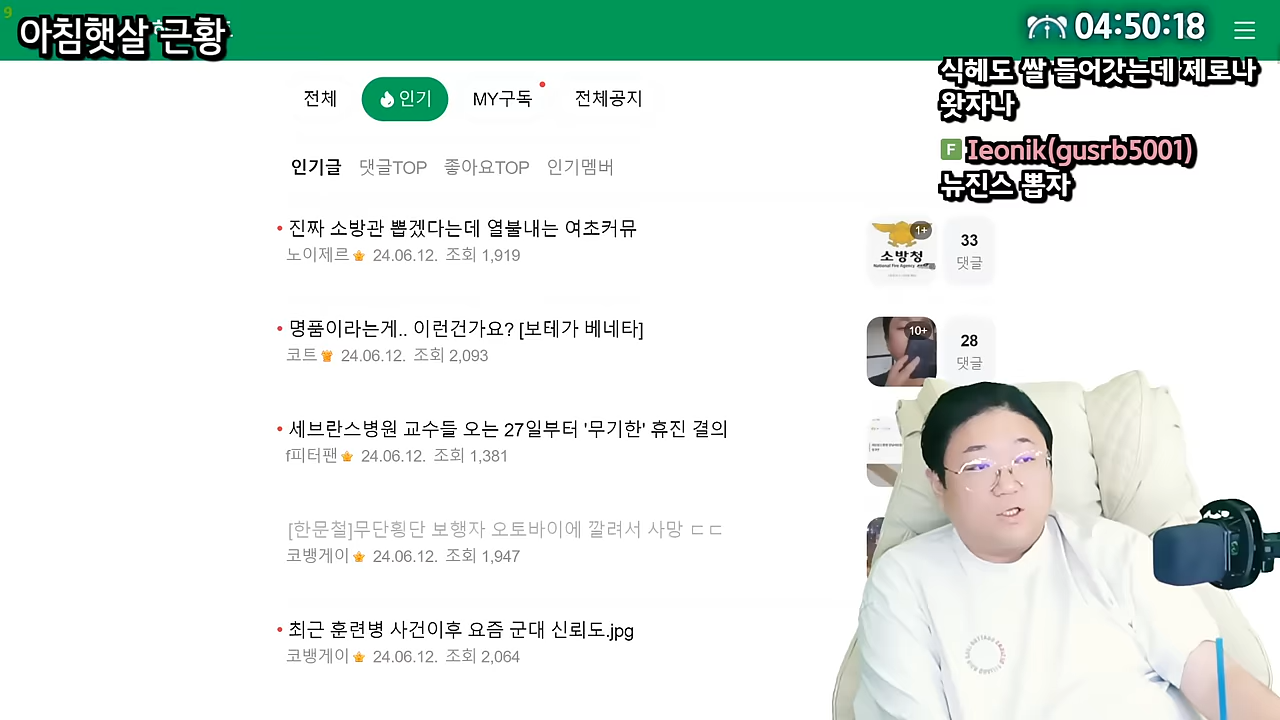 9
아침햇살 근황
04:50:18
식헤도 쌀 들어갓는데 제로나
왓자나
F Ieonik(gusrb5001)
뉴진스 뽑자
전체 인기 MY구독 전체공지
인기글 댓글TOP 좋아요TOP 인기멤버
진짜 소방관 뽑겠다는데 열불내는 여초커뮤
노이제르 24.06.12. 조회 1,919
1+
소방청
National Fire Agency
33
댓글
명품이라는게.. 이런건가요? [보테가 베네타]
코트 24.06.12. 조회 2,093
10+
28
댓글
세브란스병원 교수들 오는 27일부터 '무기한' 휴진 결의
f피터팬 24.06.12. 조회 1,381
[한문철]무단횡단 보행자 오토바이에 깔려서 사망 ㄷㄷ
코뱅게이 24.06.12. 조회 1,947
최근 훈련병 사건이후 요즘 군대 신뢰도.jpg
코뱅게이 24.06.12. 조회 2,064